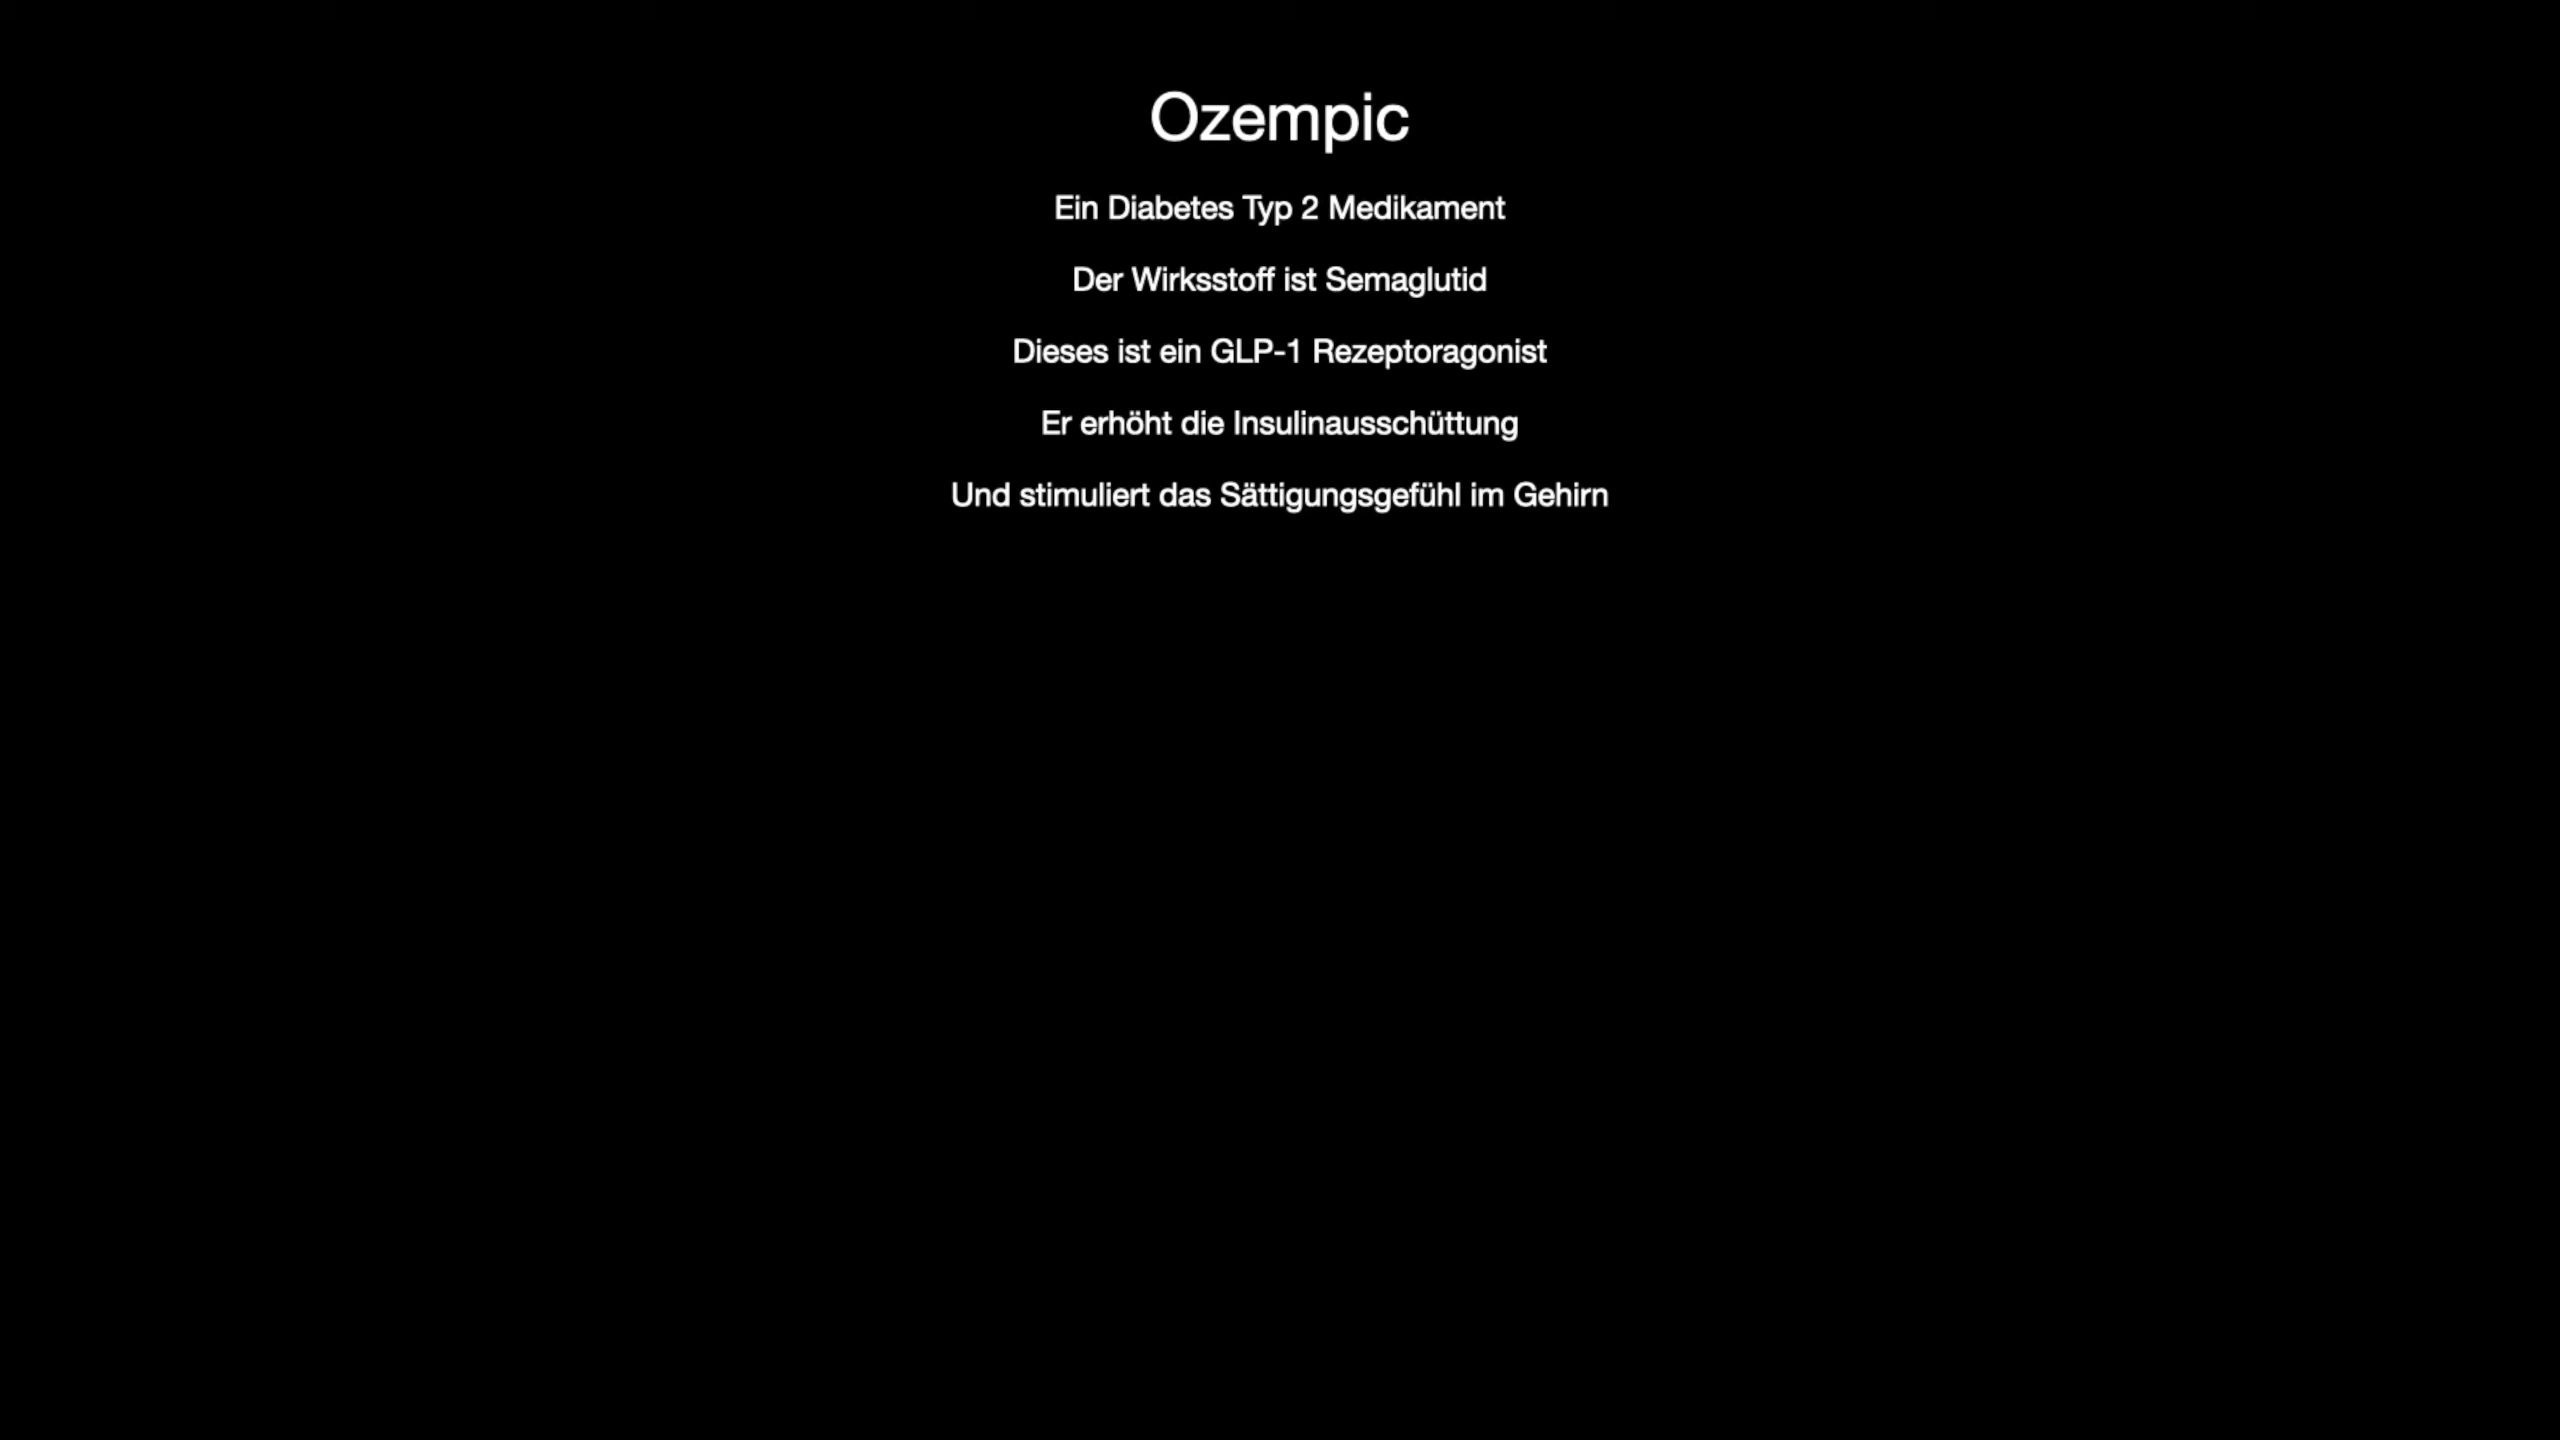 Ozempic
Ein Diabetes Typ 2 Medikament
Der Wirksstoff ist Semaglutid
Dieses ist ein GLP-1 Rezeptoragonist
Er erhöht die Insulinausschüttung
Und stimuliert das Sättigungsgefühl im Gehirn